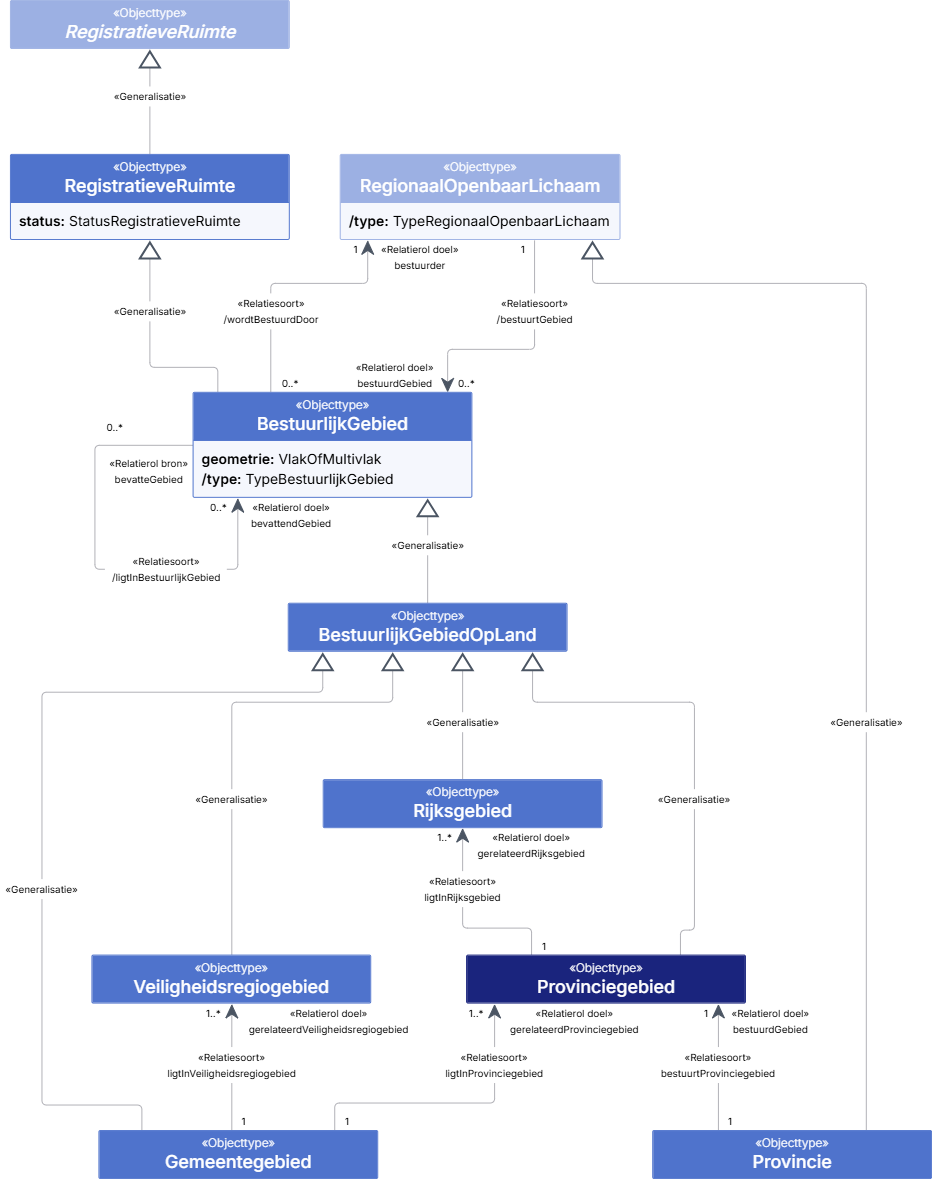 «Objecttype»
RegistratieveRuimte
«Generalisatie»
«Objecttype»
RegistratieveRuimte
status: StatusRegistratieveRuimte
«Objecttype»
RegionaalOpenbaarLichaam
/type: TypeRegionaalOpenbaarLichaam
1
«Relatierol doel»
bestuurder
1
«Generalisatie»
«Relatiesoort»
/wordtBestuurdDoor
«Relatiesoort»
/bestuurtGebied
0..*
«Relatierol doel»
bestuurdGebied
0..*
«Objecttype»
BestuurlijkGebied
geometrie: VlakOfMultivlak
/type: TypeBestuurlijkGebied
0..*
«Relatierol bron»
bevatteGebied
0..*
«Relatierol doel»
bevattendGebied
«Relatiesoort»
/ligtInBestuurlijkGebied
«Generalisatie»
«Objecttype»
BestuurlijkGebiedOpLand
«Generalisatie»
«Generalisatie»
«Objecttype»
Rijksgebied
«Generalisatie»
«Generalisatie»
1..*
«Relatierol doel»
gerelateerdRijksgebied
«Relatiesoort»
ligtInRijksgebied
«Generalisatie»
1
«Objecttype»
Veiligheidsregiogebied
«Objecttype»
Provinciegebied
1..*
«Relatierol doel»
gerelateerdVeiligheidsregiogebied
1..*
«Relatierol doel»
gerelateerdProvinciegebied
1
«Relatierol doel»
bestuurdGebied
«Relatiesoort»
ligtInVeiligheidsregiogebied
«Relatiesoort»
ligtInProvinciegebied
«Relatiesoort»
bestuurtProvinciegebied
1
1
1
«Objecttype»
Gemeentegebied
«Objecttype»
Provincie